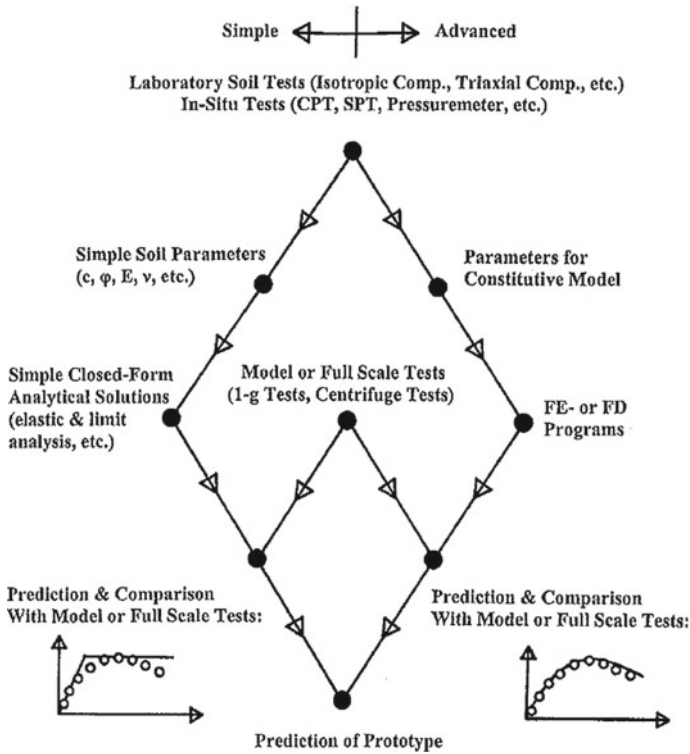 Simple
Advanced
Laboratory Soil Tests (Isotropic Comp., Triaxial Comp., etc.)
In-Situ Tests (CPT, SPT, Pressuremeter, etc.)
Simple Soil Parameters
(c, φ, E, ν, etc.)
Parameters for
Constitutive Model
Simple Closed-Form
Analytical Solutions
(elastic & limit
analysis, etc.)
Model or Full Scale Tests
(1-g Tests, Centrifuge Tests)
FE- or FD
Programs
Prediction & Comparison
With Model or Full Scale Tests:
Prediction & Comparison
With Model or Full Scale Tests:
Prediction of Prototype